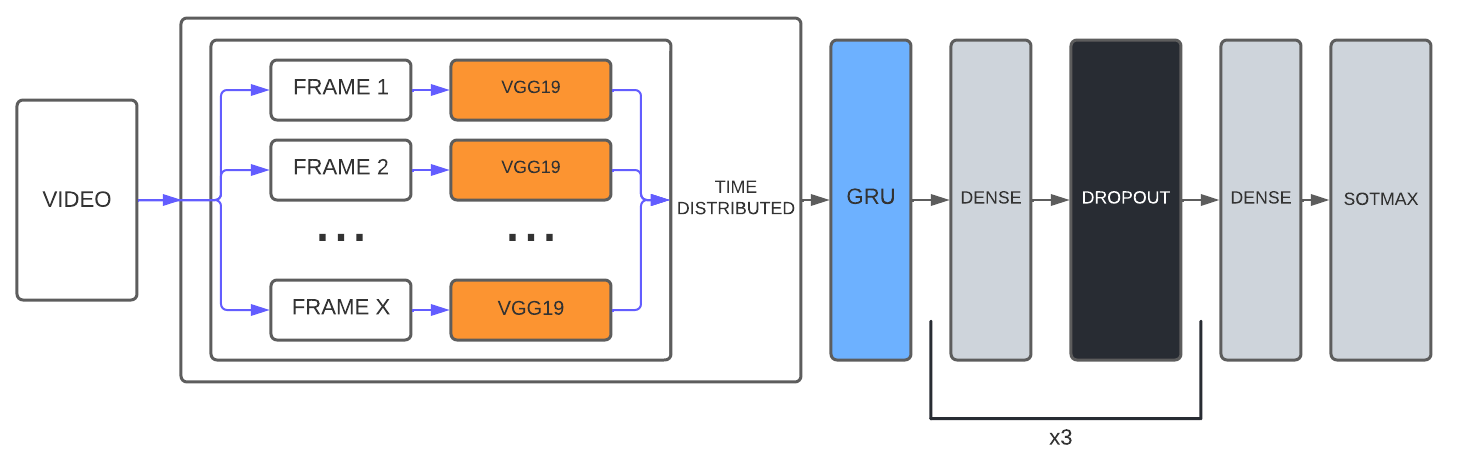 VIDEO
FRAME 1
VGG19
FRAME 2
VGG19
... ...
FRAME X
VGG19
TIME
DISTRIBUTED
GRU
DENSE
DROPOUT
DENSE
SOTMAX
x3